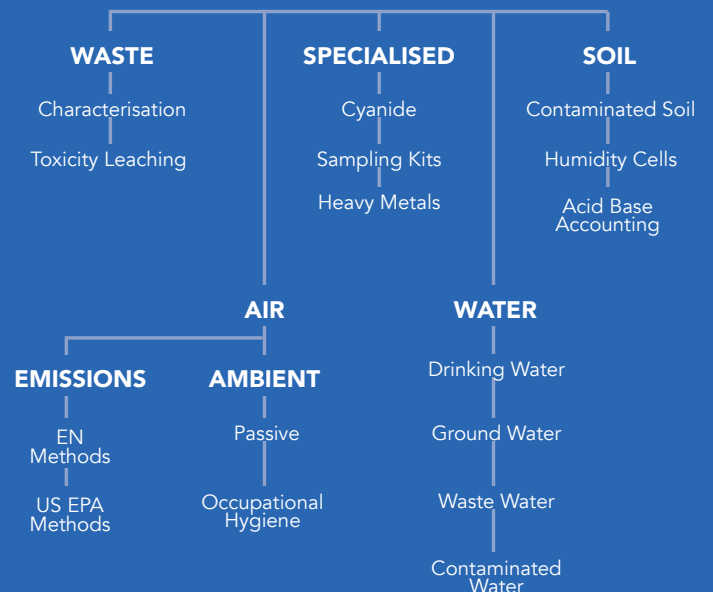 WASTE
Characterisation
Toxicity Leaching
SPECIALISED
Cyanide
Sampling Kits
Heavy Metals
SOIL
Contaminated Soil
Humidity Cells
Acid Base
Accounting
AIR
EMISSIONS
EN
Methods
US EPA
Methods
AMBIENT
Passive
Occupational
Hygiene
WATER
Drinking Water
Ground Water
Waste Water
Contaminated
Water